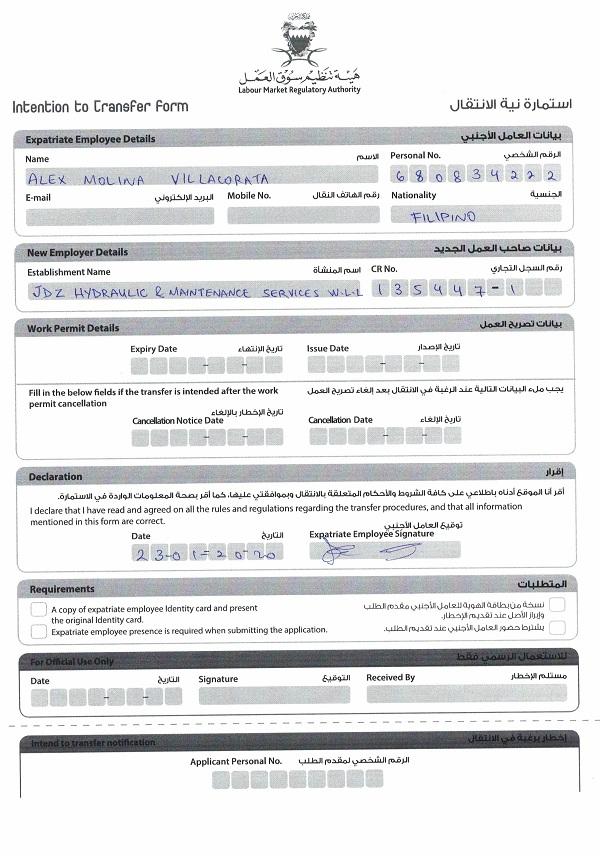 هيئة تنظيم سوق العمل
Labour Market Regulatory Authority
Intention to Transfer Form استمارة نية الانتقال
Expatriate Employee Details بيانات العامل الأجنبي
Name الاسم Personal No. الرقم الشخصي
ALEX MOLINA VILLACORATA 680834222
E-mail البريد الإلكتروني Mobile No. رقم الهاتف النقال Nationality الجنسية
FILIPINO
New Employer Details بيانات صاحب العمل الجديد
Establishment Name اسم المنشأة CR No. رقم السجل التجاري
JDZ HYDRAULIC & MAINTENANCE SERVICES W.L.L 135447-1
Work Permit Details بيانات تصريح العمل
Expiry Date تاريخ الإنتهاء Issue Date تاريخ الإصدار
Fill in the below fields if the transfer is intended after the work يجب ملء البيانات التالية عند الرغبة في الانتقال بعد إلغاء تصريح العمل
permit cancellation
Cancellation Notice Date تاريخ الإخطار بالإلغاء Cancellation Date تاريخ الإلغاء
Declaration إقرار
أقر أنا الموقع أدناه باطلاعي على كافة الشروط والأحكام المتعلقة بالانتقال وبموافقتي عليها، كما أقر بصحة المعلومات الواردة في الاستمارة.
I declare that I have read and agreed on all the rules and regulations regarding the transfer procedures, and that all information
mentioned in this form are correct.
Date التاريخ Expatriate Employee Signature توقيع العامل الأجنبي
23-01-2020
Requirements المتطلبات
A copy of expatriate employee Identity card and present نسخة من بطاقة الهوية للعامل الأجنبي مقدم الطلب
the original Identity card. وإبراز الأصل عند تقديم الإخطار.
Expatriate employee presence is required when submitting the application. يشترط حضور العامل الأجنبي عند تقديم الطلب.
For Official Use Only للاستعمال الرسمي فقط
Date التاريخ Signature التوقيع Received By مستلم الإخطار
Intend to transfer notification إخطار برغبة في الانتقال
Applicant Personal No. الرقم الشخصي لمقدم الطلب